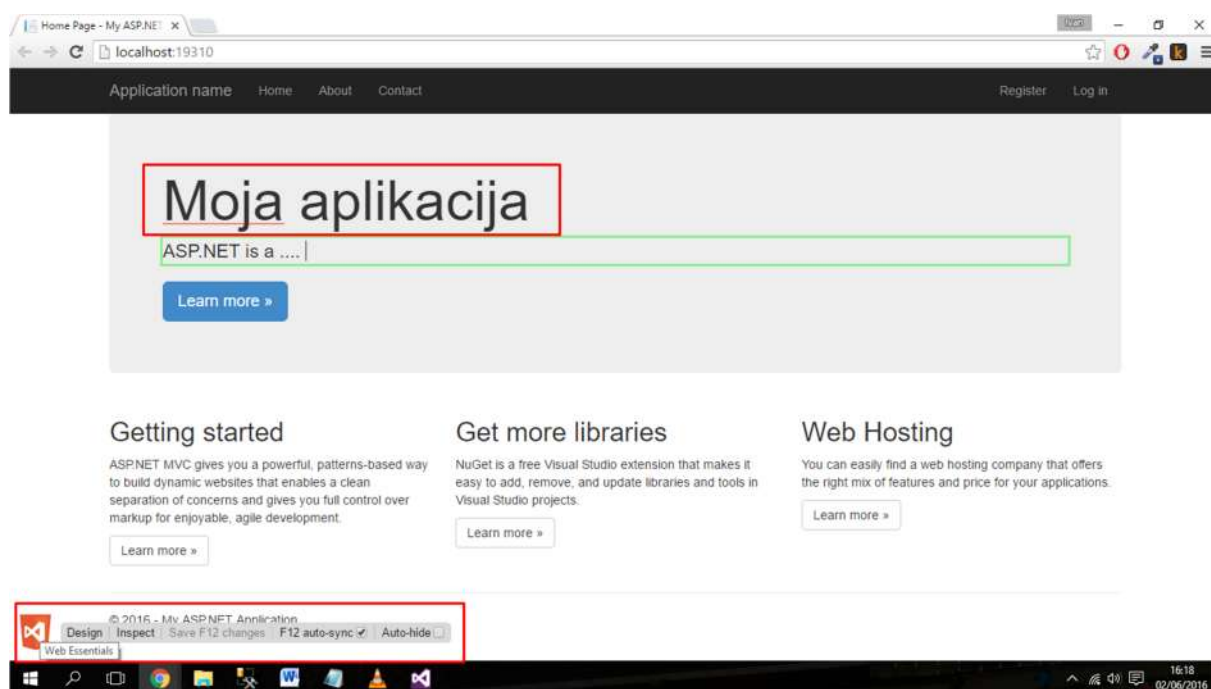 Home Page - My ASP.NET
Ivan
localhost:19310
Application name Home About Contact Register Log in
Moja aplikacija
ASP.NET is a ....
Learn more »
Getting started
ASP.NET MVC gives you a powerful, patterns-based way
to build dynamic websites that enables a clean
separation of concerns and gives you full control over
markup for enjoyable, agile development.
Learn more »
Get more libraries
NuGet is a free Visual Studio extension that makes it
easy to add, remove, and update libraries and tools in
Visual Studio projects.
Learn more »
Web Hosting
You can easily find a web hosting company that offers
the right mix of features and price for your applications.
Learn more »
© 2016 - My ASP.NET Application
Design Inspect Save F12 changes F12 auto-sync Auto-hide
Web Essentials
16:18
02/06/2016